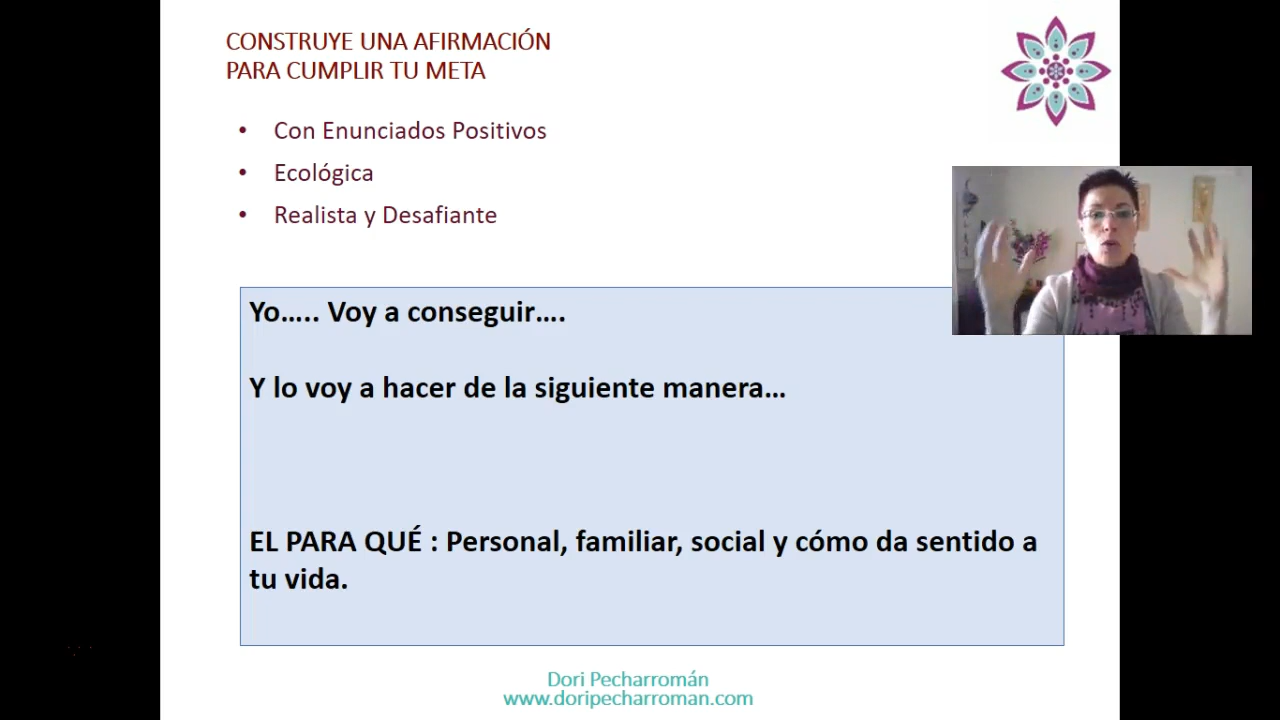 CONSTRUYE UNA AFIRMACIÓN
PARA CUMPLIR TU META
• Con Enunciados Positivos
• Ecológica
• Realista y Desafiante
Yo..... Voy a conseguir....
Y lo voy a hacer de la siguiente manera...
EL PARA QUÉ : Personal, familiar, social y cómo da sentido a
tu vida.
Dori Pecharromán
www.doripecharroman.com